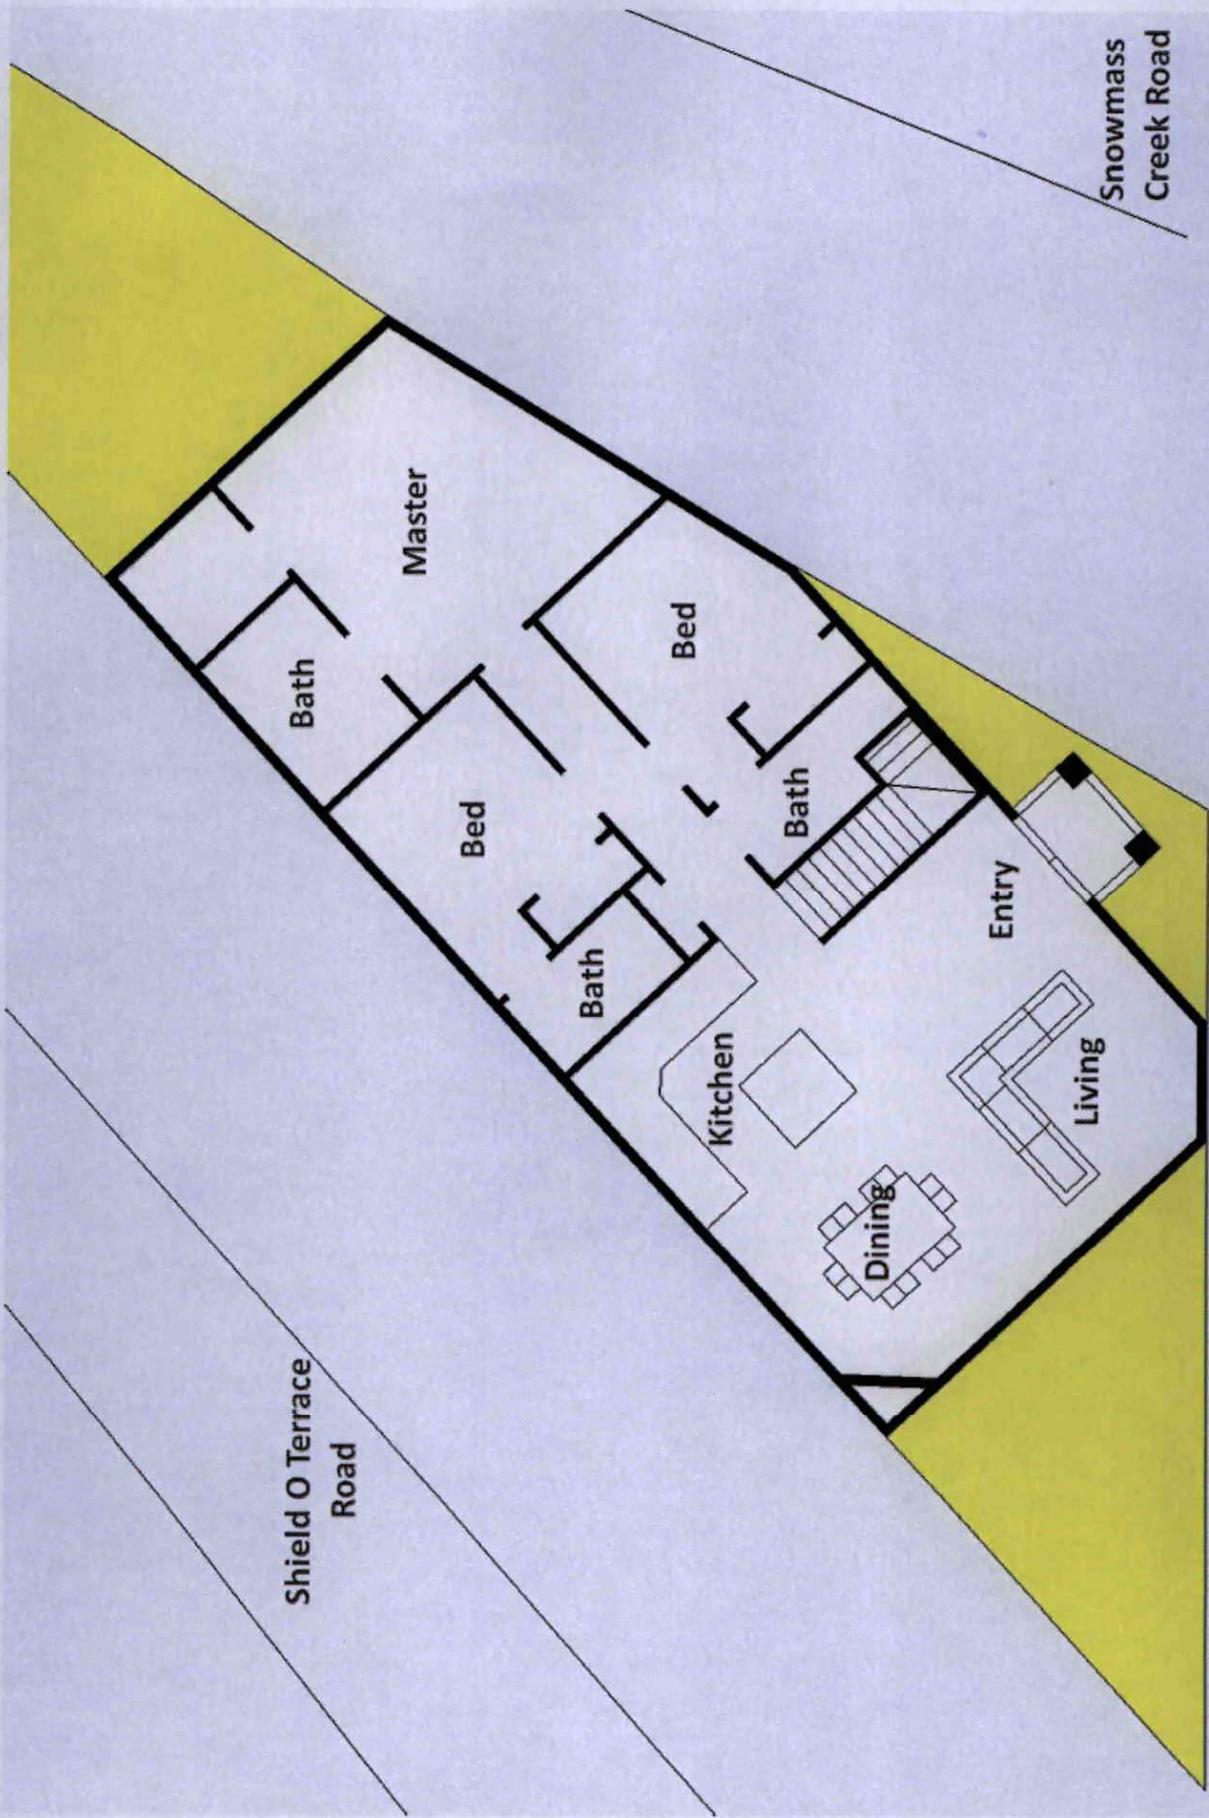 Shield O Terrace
Road
Bath
Master
Bed
Bed
Bath
Bath
Kitchen
Dining
Entry
Living
Snowmass
Creek Road